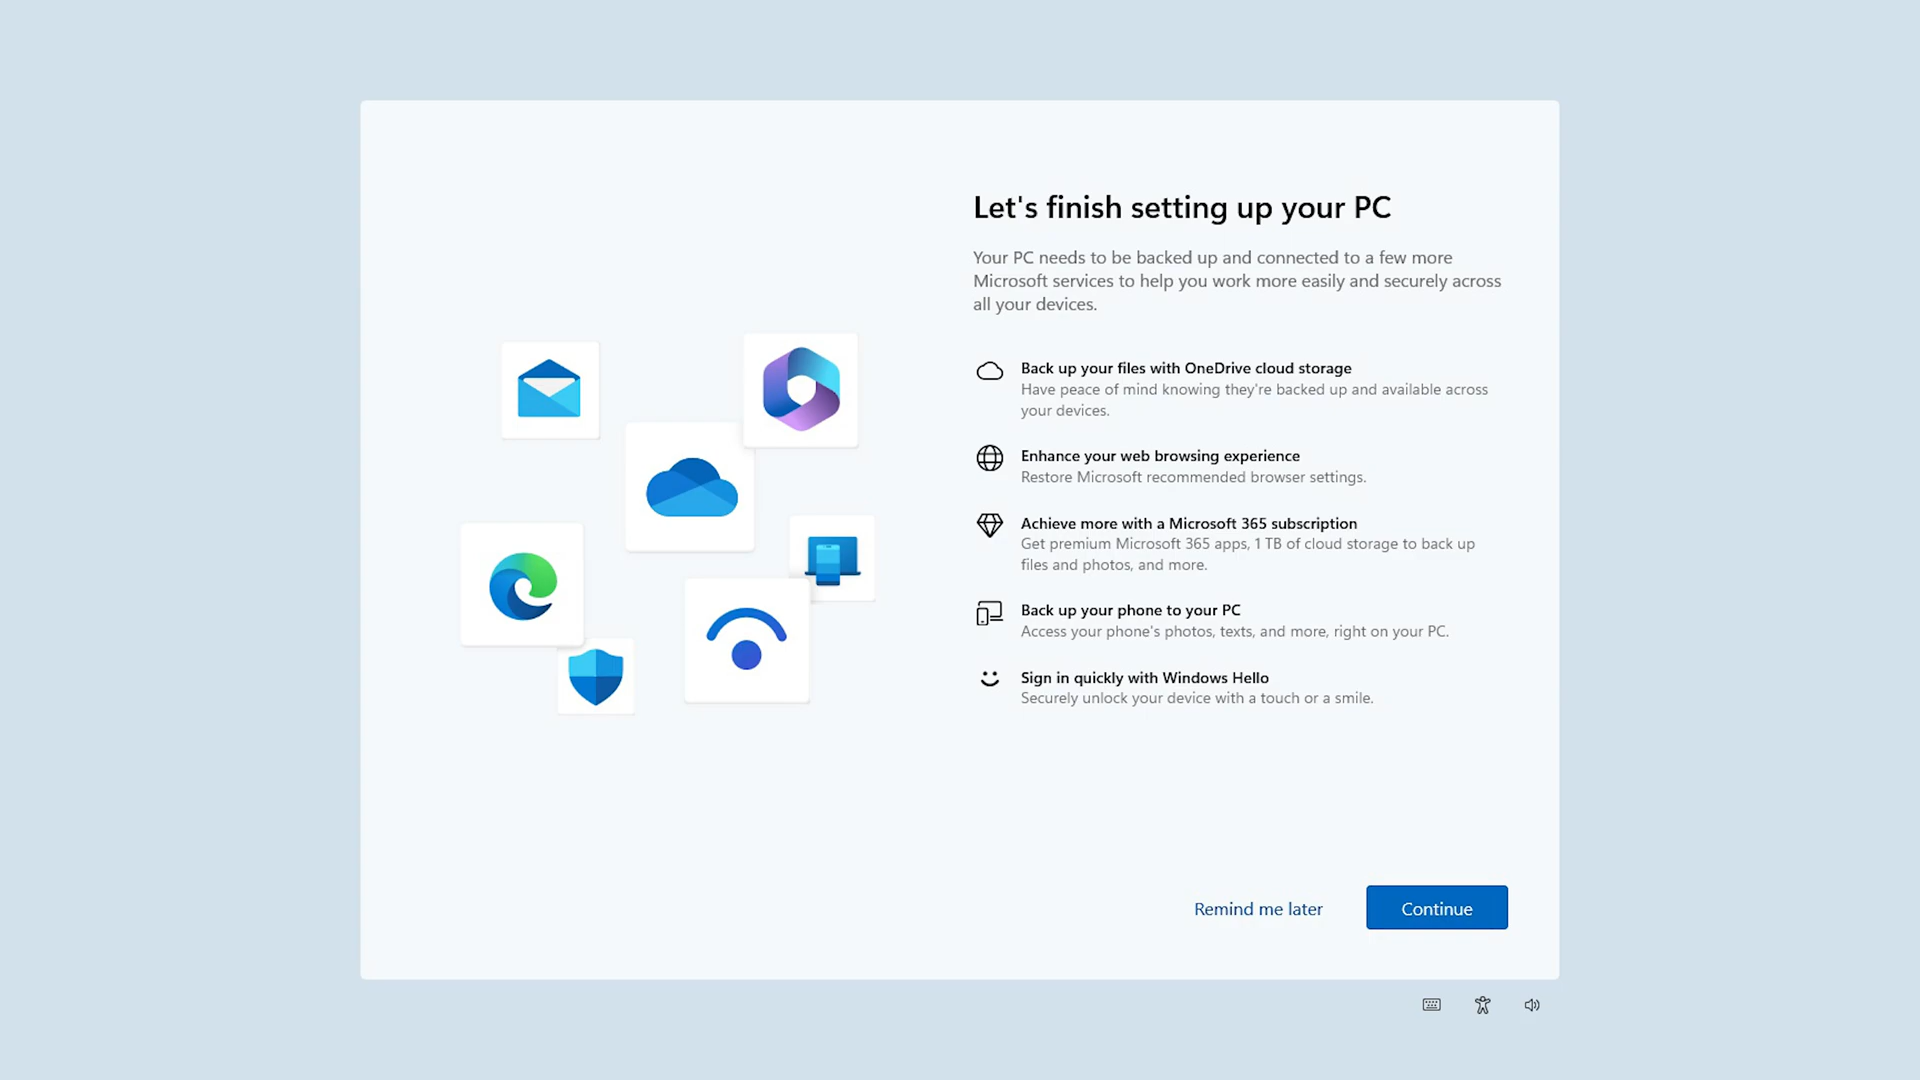 Let's finish setting up your PC
Your PC needs to be backed up and connected to a few more
Microsoft services to help you work more easily and securely across
all your devices.
Back up your files with OneDrive cloud storage
Have peace of mind knowing they're backed up and available across
your devices.
Enhance your web browsing experience
Restore Microsoft recommended browser settings.
Achieve more with a Microsoft 365 subscription
Get premium Microsoft 365 apps, 1 TB of cloud storage to back up
files and photos, and more.
Back up your phone to your PC
Access your phone's photos, texts, and more, right on your PC.
Sign in quickly with Windows Hello
Securely unlock your device with a touch or a smile.
Remind me later
Continue